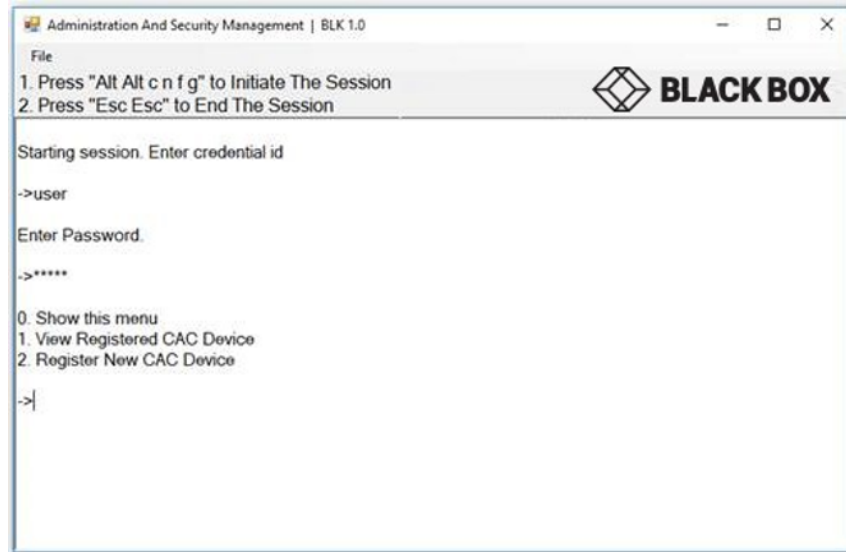 Administration And Security Management | BLK 1.0
File
1. Press "Alt Alt c n f g" to Initiate The Session
2. Press "Esc Esc" to End The Session
BLACK BOX
Starting session. Enter credential id
->user
Enter Password.
->*****
0. Show this menu
1. View Registered CAC Device
2. Register New CAC Device
->